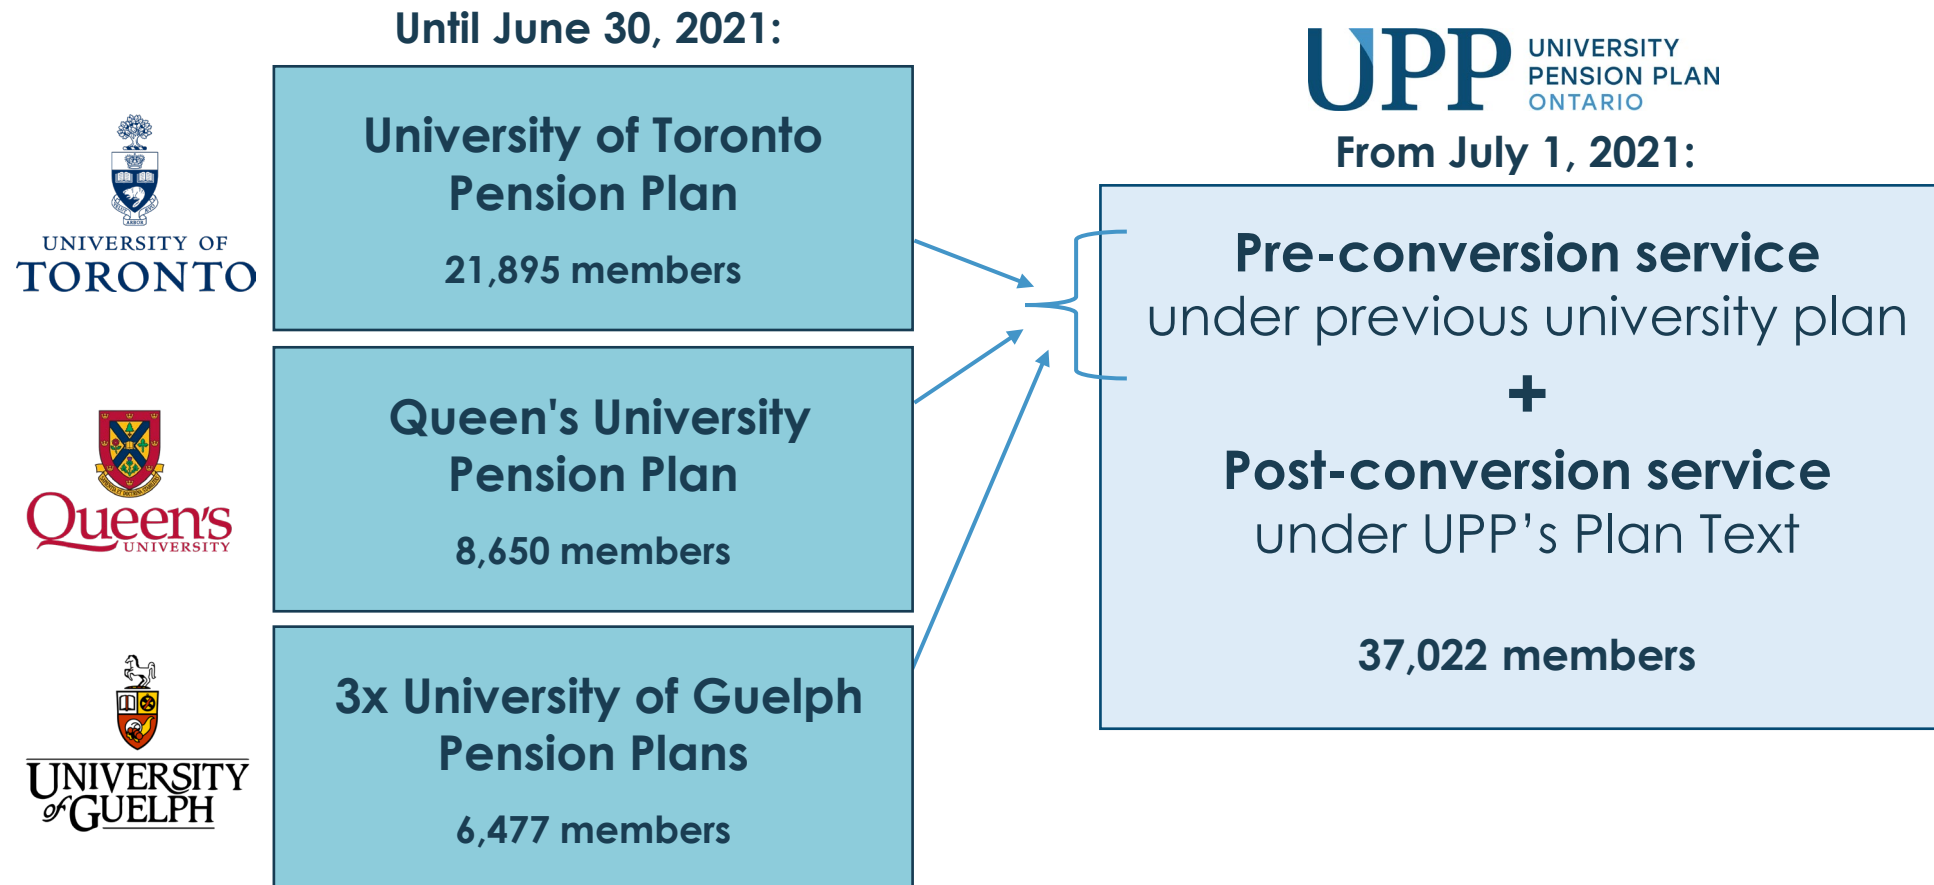 Until June 30, 2021:
UNIVERSITY OF
TORONTO
University of Toronto
Pension Plan
21,895 members
Queen's
UNIVERSITY
Queen's University
Pension Plan
8,650 members
UNIVERSITY
of GUELPH
3x University of Guelph
Pension Plans
6,477 members
UPP UNIVERSITY
PENSION PLAN
ONTARIO
From July 1, 2021:
Pre-conversion service
under previous university plan
+
Post-conversion service
under UPP’s Plan Text
37,022 members